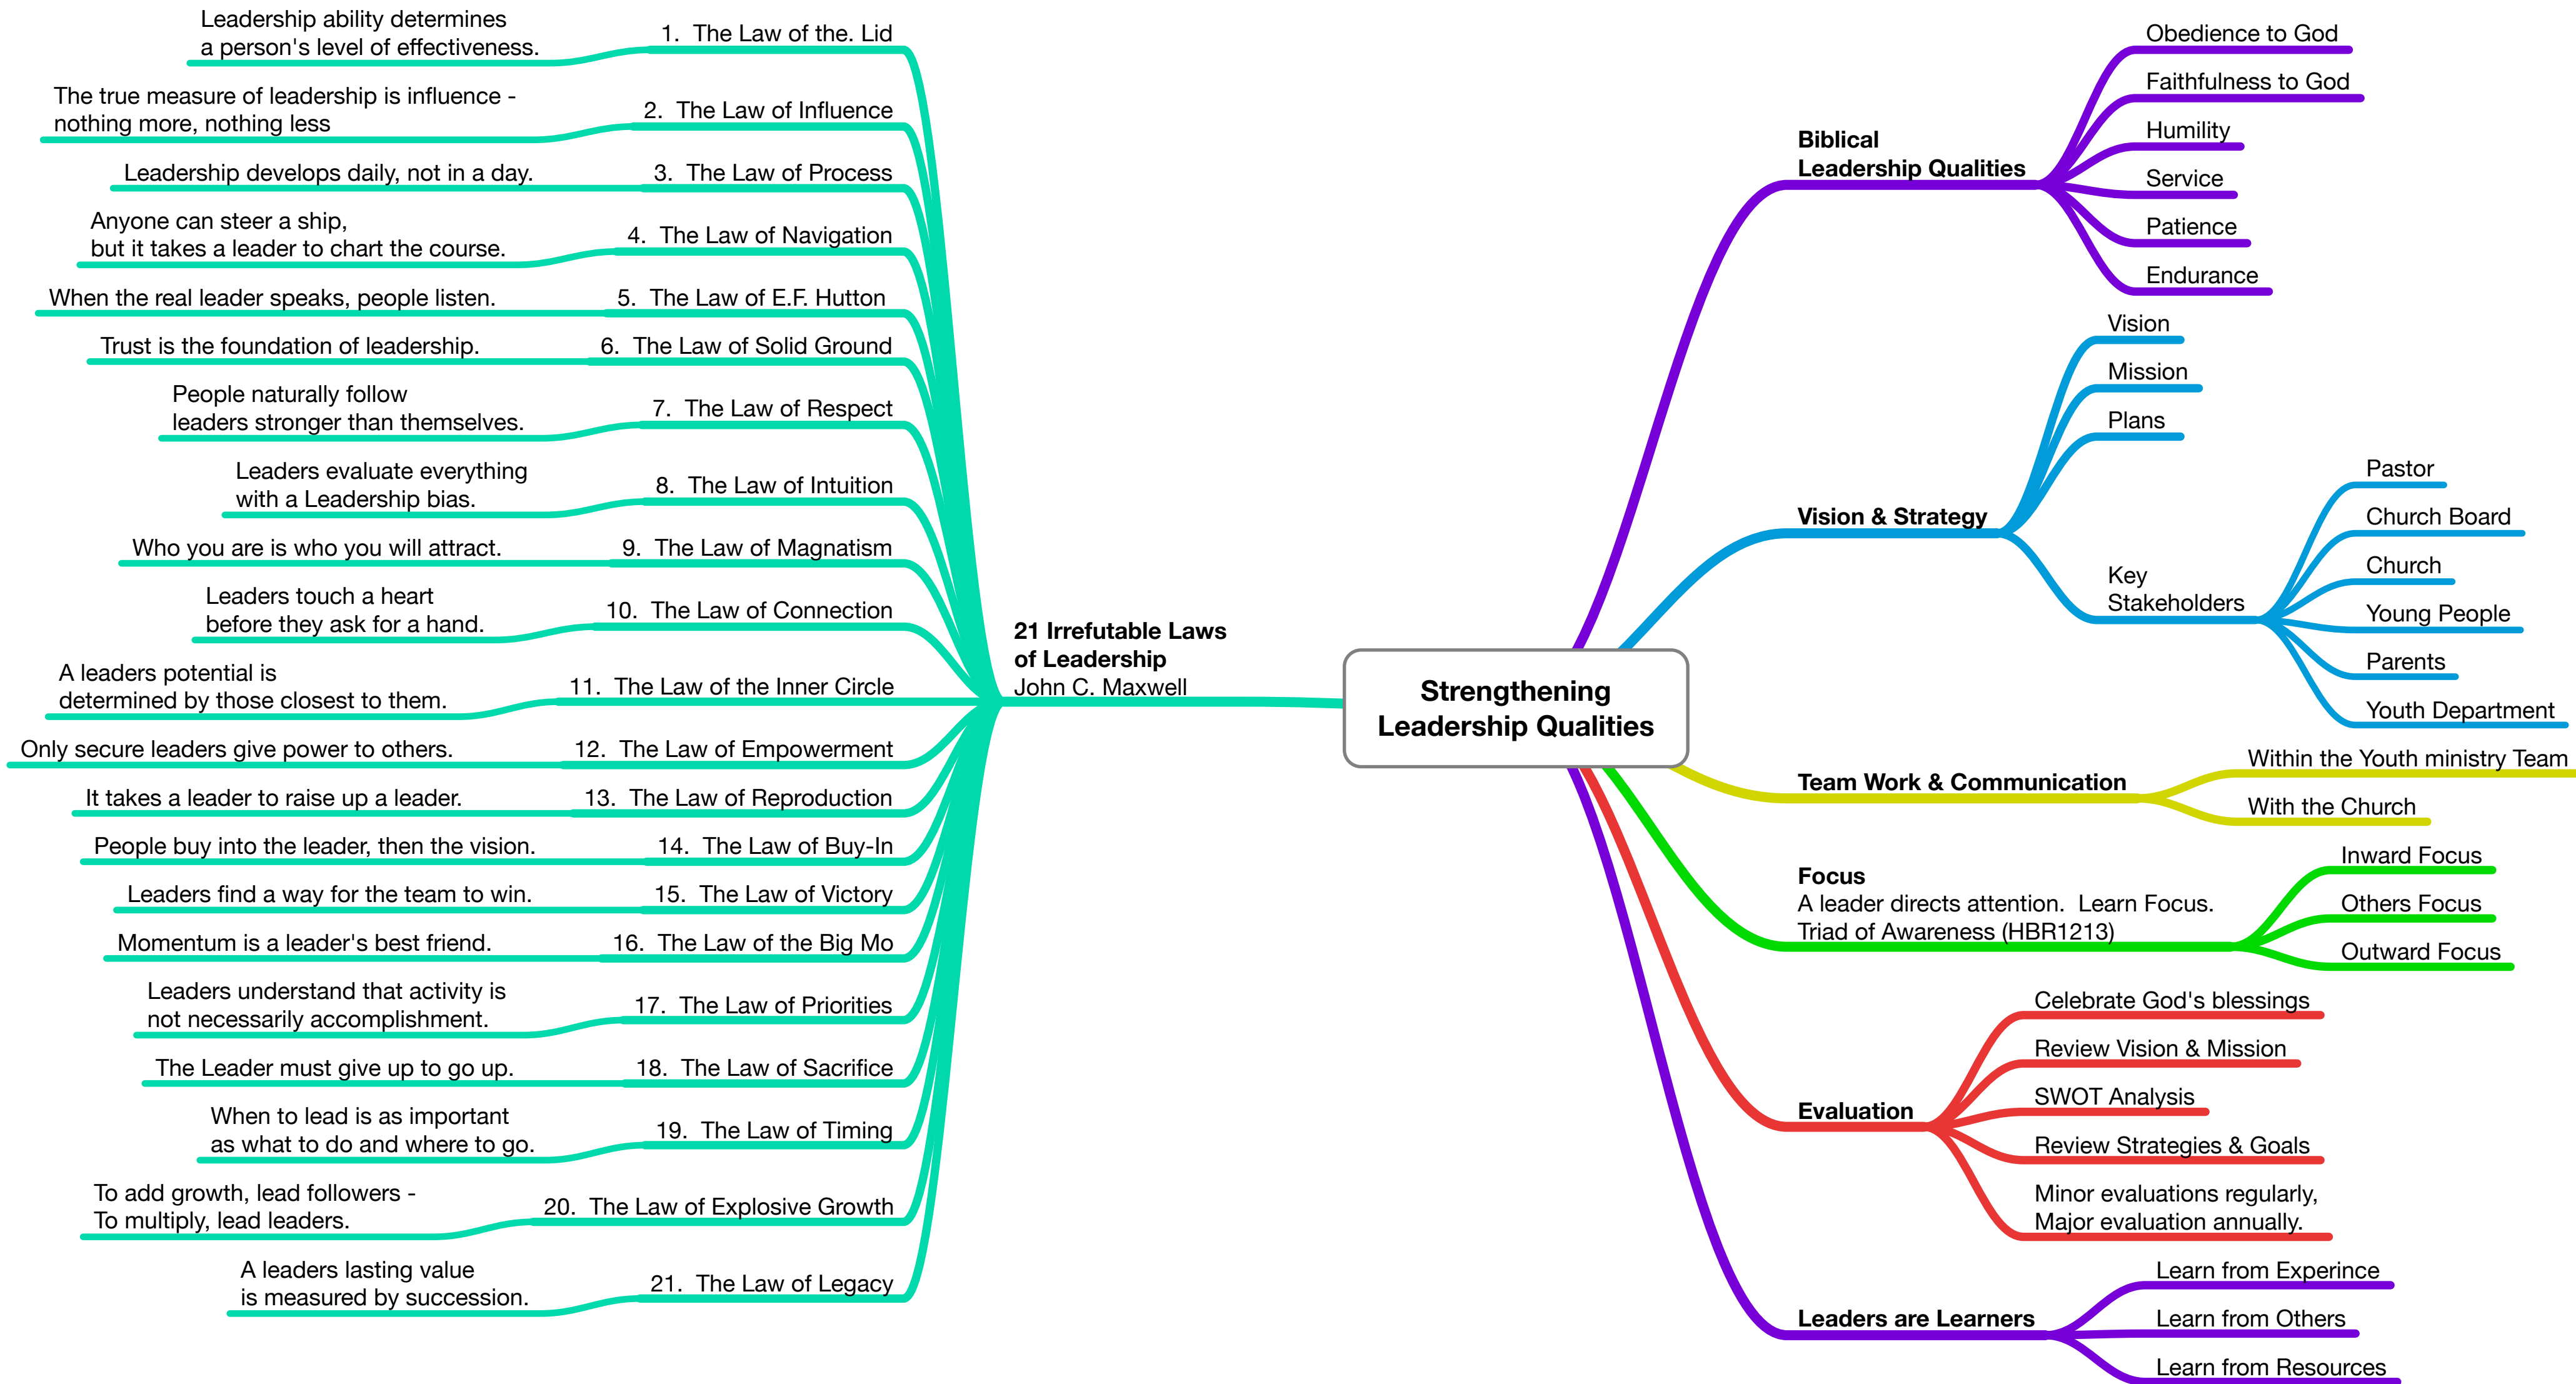 Strengthening
Leadership Qualities
21 Irrefutable Laws
of Leadership
John C. Maxwell
1. The Law of the. Lid
Leadership ability determines
a person's level of effectiveness.
2. The Law of Influence
The true measure of leadership is influence -
nothing more, nothing less
3. The Law of Process
Leadership develops daily, not in a day.
4. The Law of Navigation
Anyone can steer a ship,
but it takes a leader to chart the course.
5. The Law of E.F. Hutton
When the real leader speaks, people listen.
6. The Law of Solid Ground
Trust is the foundation of leadership.
7. The Law of Respect
People naturally follow
leaders stronger than themselves.
8. The Law of Intuition
Leaders evaluate everything
with a Leadership bias.
9. The Law of Magnatism
Who you are is who you will attract.
10. The Law of Connection
Leaders touch a heart
before they ask for a hand.
11. The Law of the Inner Circle
A leaders potential is
determined by those closest to them.
12. The Law of Empowerment
Only secure leaders give power to others.
13. The Law of Reproduction
It takes a leader to raise up a leader.
14. The Law of Buy-In
People buy into the leader, then the vision.
15. The Law of Victory
Leaders find a way for the team to win.
16. The Law of the Big Mo
Momentum is a leader's best friend.
17. The Law of Priorities
Leaders understand that activity is
not necessarily accomplishment.
18. The Law of Sacrifice
The Leader must give up to go up.
19. The Law of Timing
When to lead is as important
as what to do and where to go.
20. The Law of Explosive Growth
To add growth, lead followers -
To multiply, lead leaders.
21. The Law of Legacy
A leaders lasting value
is measured by succession.
Biblical
Leadership Qualities
Obedience to God
Faithfulness to God
Humility
Service
Patience
Endurance
Vision & Strategy
Vision
Mission
Plans
Key
Stakeholders
Pastor
Church Board
Church
Young People
Parents
Youth Department
Team Work & Communication
Within the Youth ministry Team
With the Church
Focus
A leader directs attention. Learn Focus.
Triad of Awareness (HBR1213)
Inward Focus
Others Focus
Outward Focus
Evaluation
Celebrate God's blessings
Review Vision & Mission
SWOT Analysis
Review Strategies & Goals
Minor evaluations regularly,
Major evaluation annually.
Leaders are Learners
Learn from Experince
Learn from Others
Learn from Resources